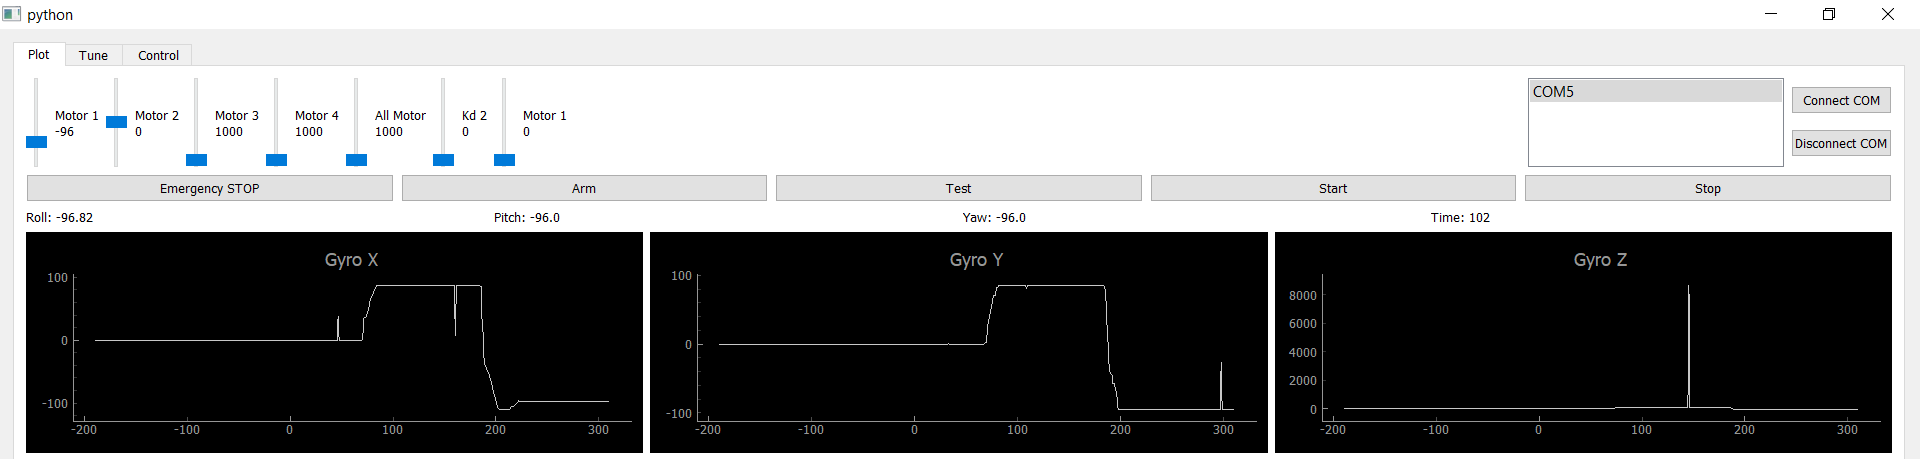 python
Plot Tune Control
Motor 1 Motor 2 Motor 3 Motor 4 All Motor Kd 2 Motor 1
-96 0 1000 1000 1000 0 0
COM5
Connect COM
Disconnect COM
Emergency STOP Arm Test Start Stop
Roll: -96.82 Pitch: -96.0 Yaw: -96.0 Time: 102
Gyro X
100
0
-100
-200 -100 0 100 200 300
Gyro Y
100
0
-100
-200 -100 0 100 200 300
Gyro Z
8000
6000
4000
2000
0
-200 -100 0 100 200 300